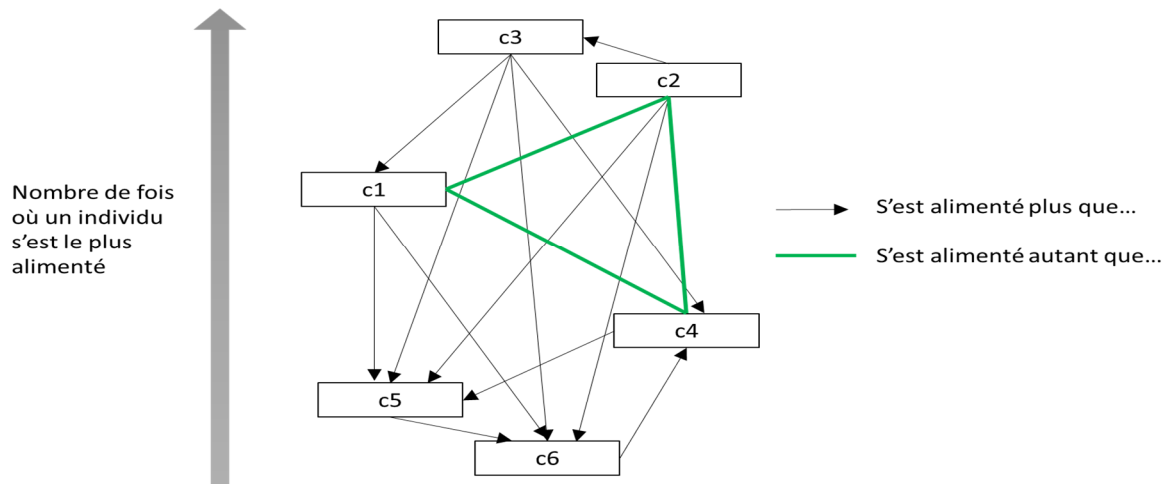 c3
c2
Nombre de fois
où un individu
s'est le plus
alimenté
c1
S'est alimenté plus que...
S'est alimenté autant que...
c4
c5
c6